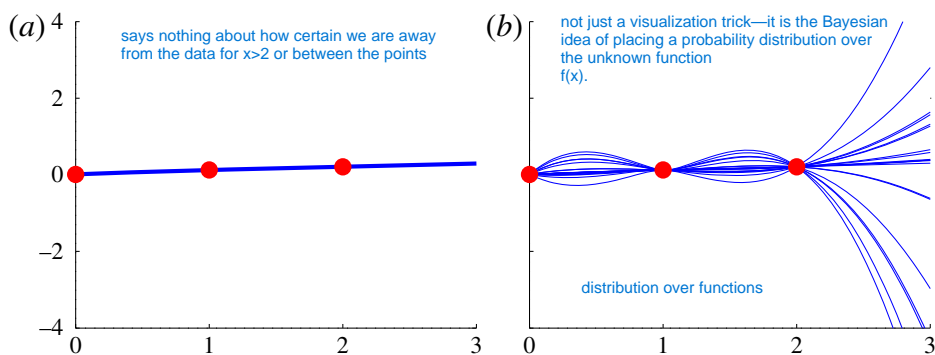 (a)
says nothing about how certain we are away
from the data for x>2 or between the points
4
2
0
−2
−4
0 1 2 3
(b)
not just a visualization trick—it is the Bayesian
idea of placing a probability distribution over
the unknown function
f(x).
distribution over functions
0 1 2 3